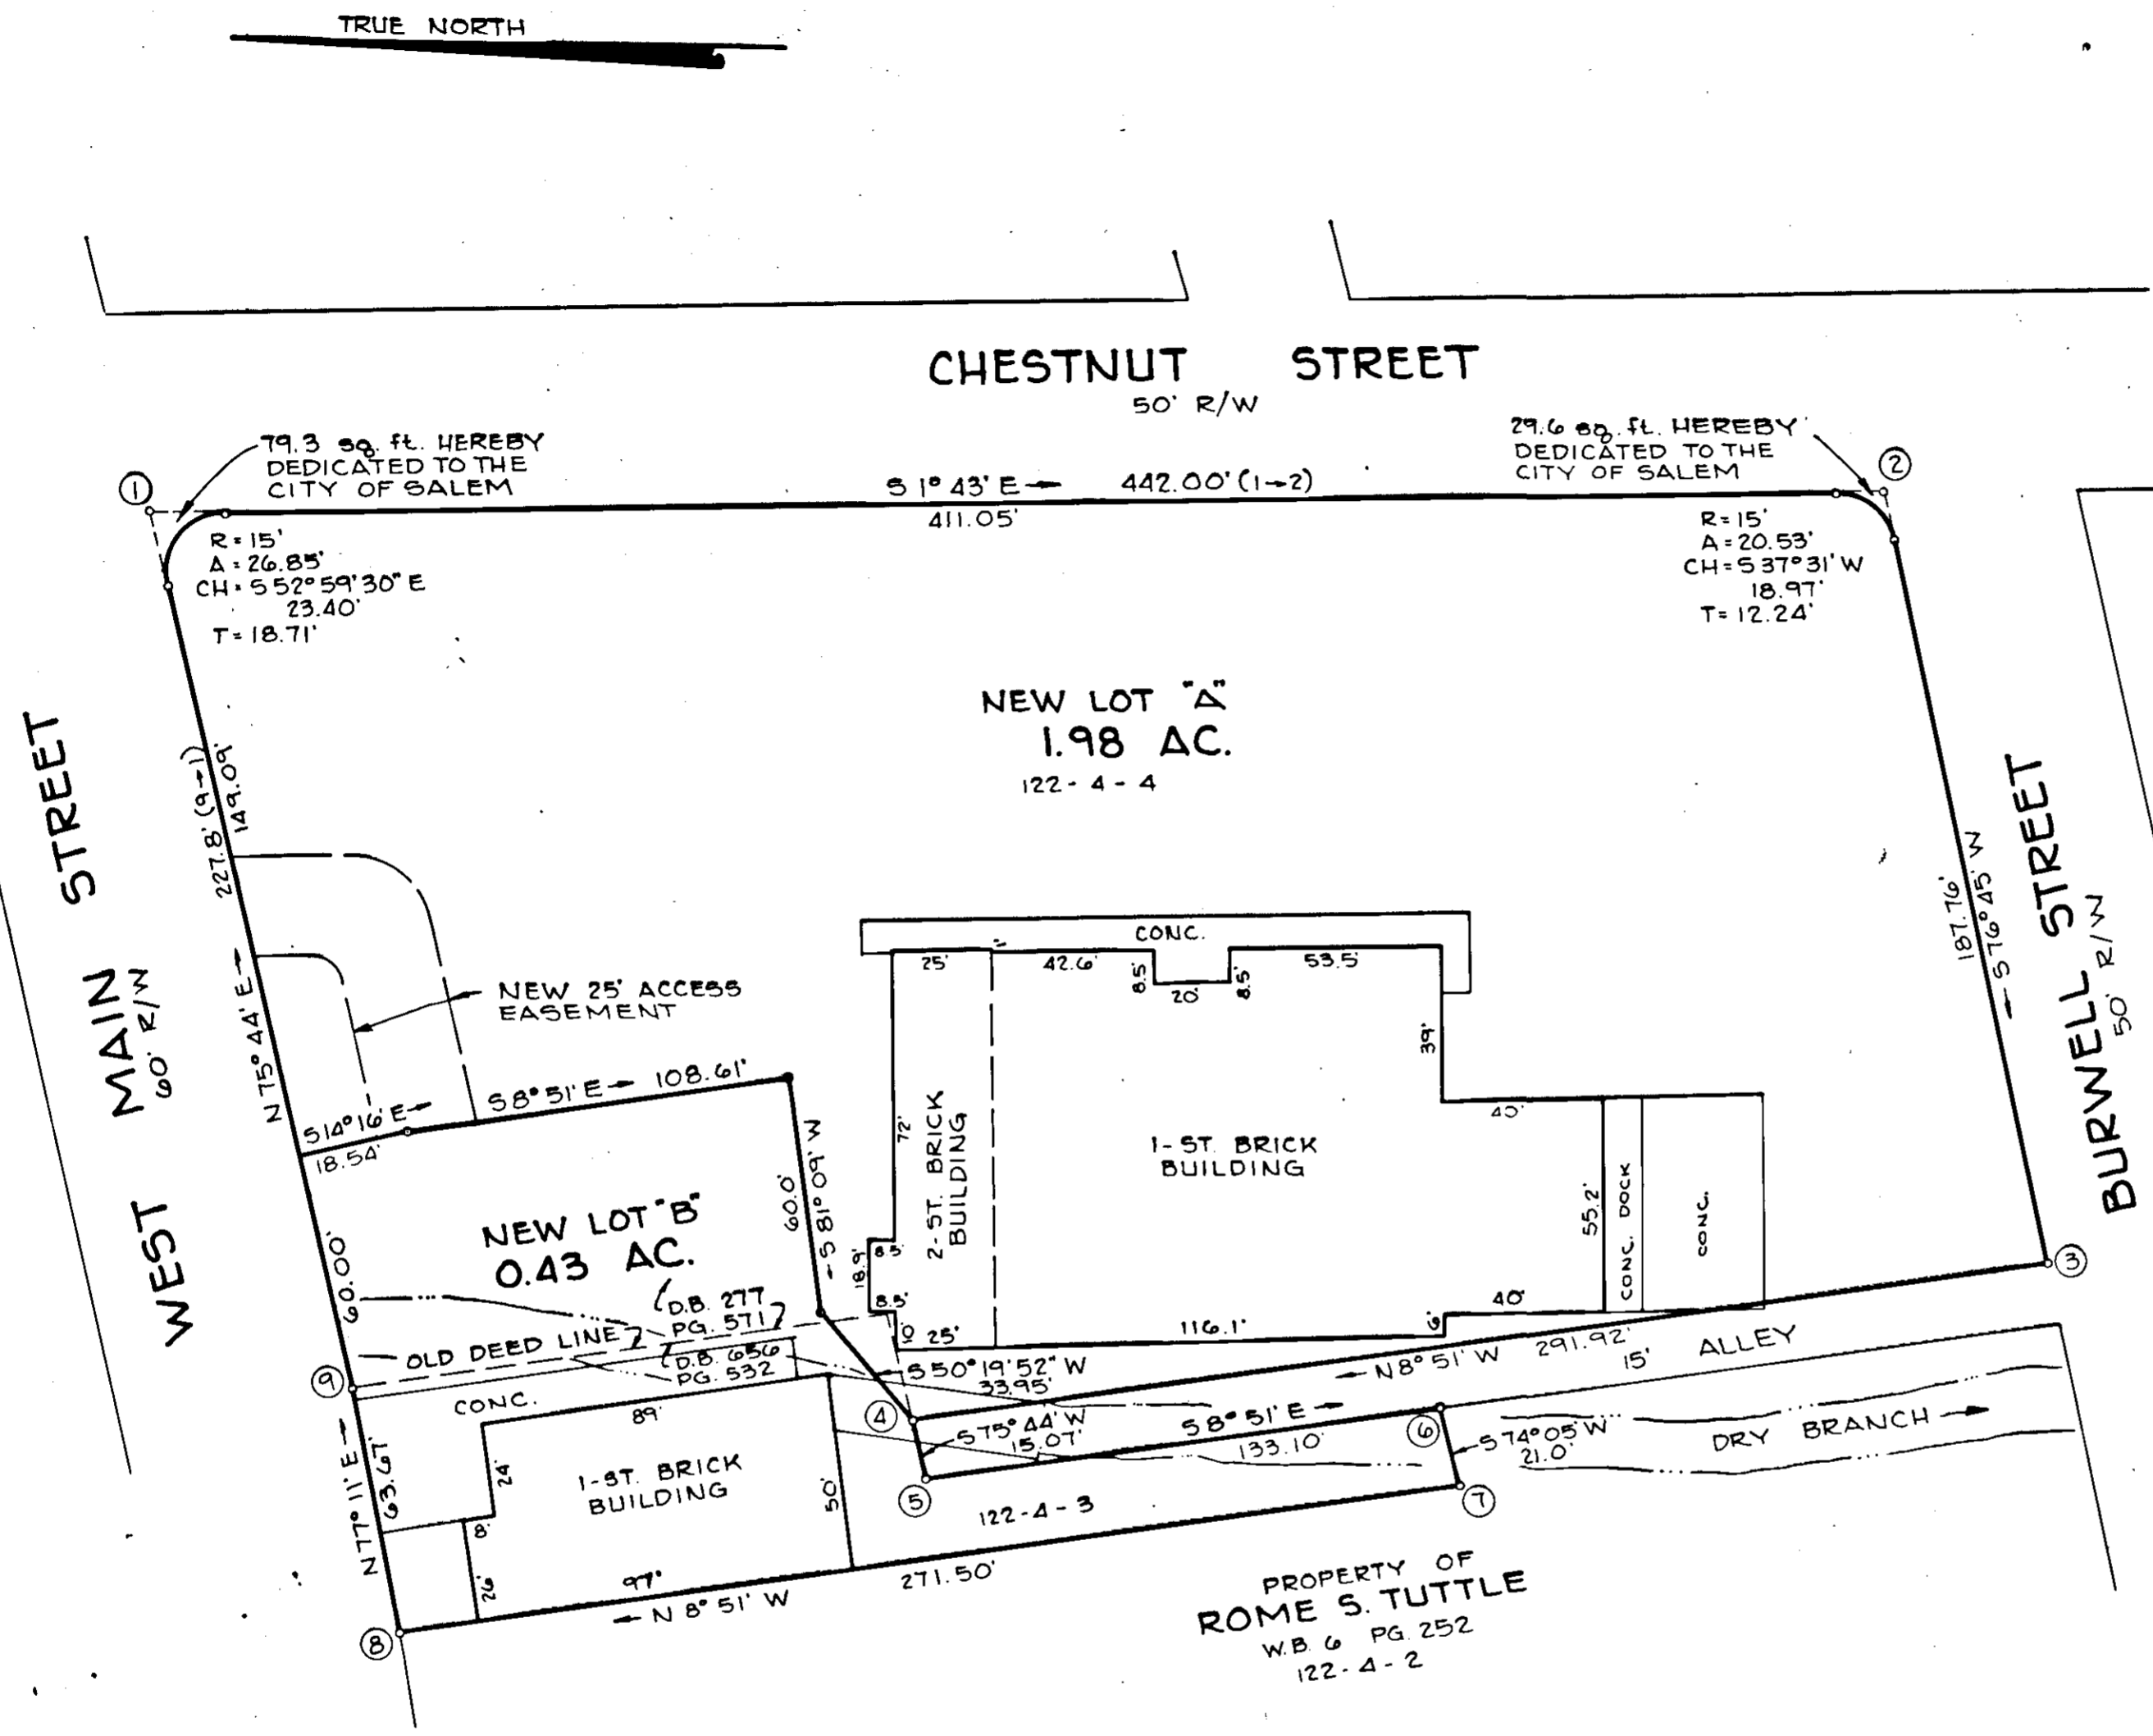 TRUE NORTH
CHESTNUT STREET
50' R/W
79.3 sq. ft. HEREBY
DEDICATED TO THE
CITY OF SALEM
29.6 sq. ft. HEREBY
DEDICATED TO THE
CITY OF SALEM
1
2
S 1° 43' E → 442.00' (1→2)
411.05'
R = 15'
A = 26.85'
CH = S 52° 59' 30" E
23.40'
T = 18.71'
R = 15'
A = 20.53'
CH = S 37° 31' W
18.97'
T = 12.24'
NEW LOT "A"
1.98 AC.
122 - 4 - 4
WEST MAIN STREET
60' R/W
227.8' (9→1)
149.09'
N 75° 44' E →
BURWELL STREET
50' R/W
187.76'
← S 76° 45' W
NEW 25' ACCESS
EASEMENT
CONC.
25'
42.6'
8.5'
20'
8.5'
53.5'
39'
S 14° 16' E →
18.54'
S 8° 51' E → 108.61'
60.0'
← S 81° 09' W
72'
2-ST. BRICK
BUILDING
1-ST. BRICK
BUILDING
40'
55.2'
CONC. DOCK
CONC.
3
NEW LOT "B"
0.43 AC.
60.00'
18.9'
8.5'
8.5'
25'
116.1'
6'
40'
D.B. 277
PG. 571
OLD DEED LINE
D.B. 656
PG. 532
S 50° 19' 52" W
33.95'
← N 8° 51' W 291.92'
15' ALLEY
9
CONC.
89'
4
S 75° 44' W
15.07'
S 8° 51' E →
133.10'
6
S 74° 05' W
21.0'
DRY BRANCH →
N 77° 11' E →
63.67'
24'
1-ST. BRICK
BUILDING
50'
5
122-4-3
7
8'
26'
97'
← N 8° 51' W
271.50'
8
PROPERTY OF
ROME S. TUTTLE
W.B. 6 PG. 252
122-4-2